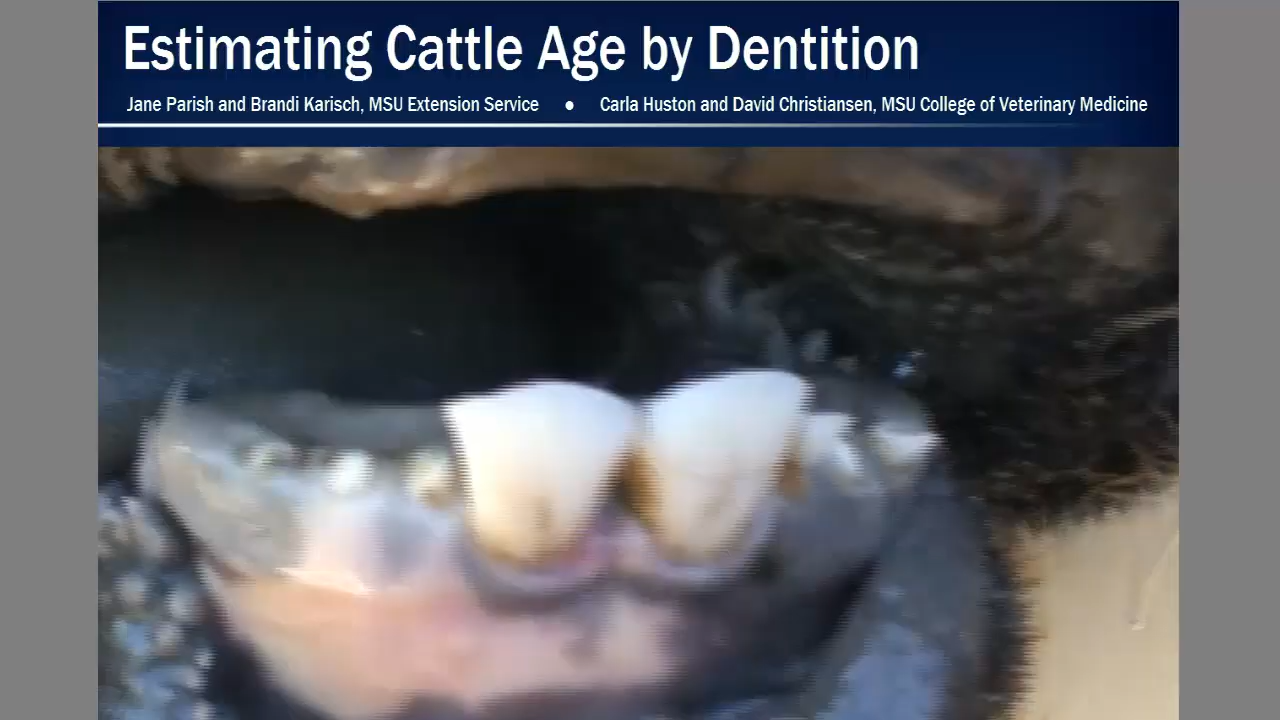 Estimating Cattle Age by Dentition
Jane Parish and Brandi Karisch, MSU Extension Service • Carla Huston and David Christiansen, MSU College of Veterinary Medicine